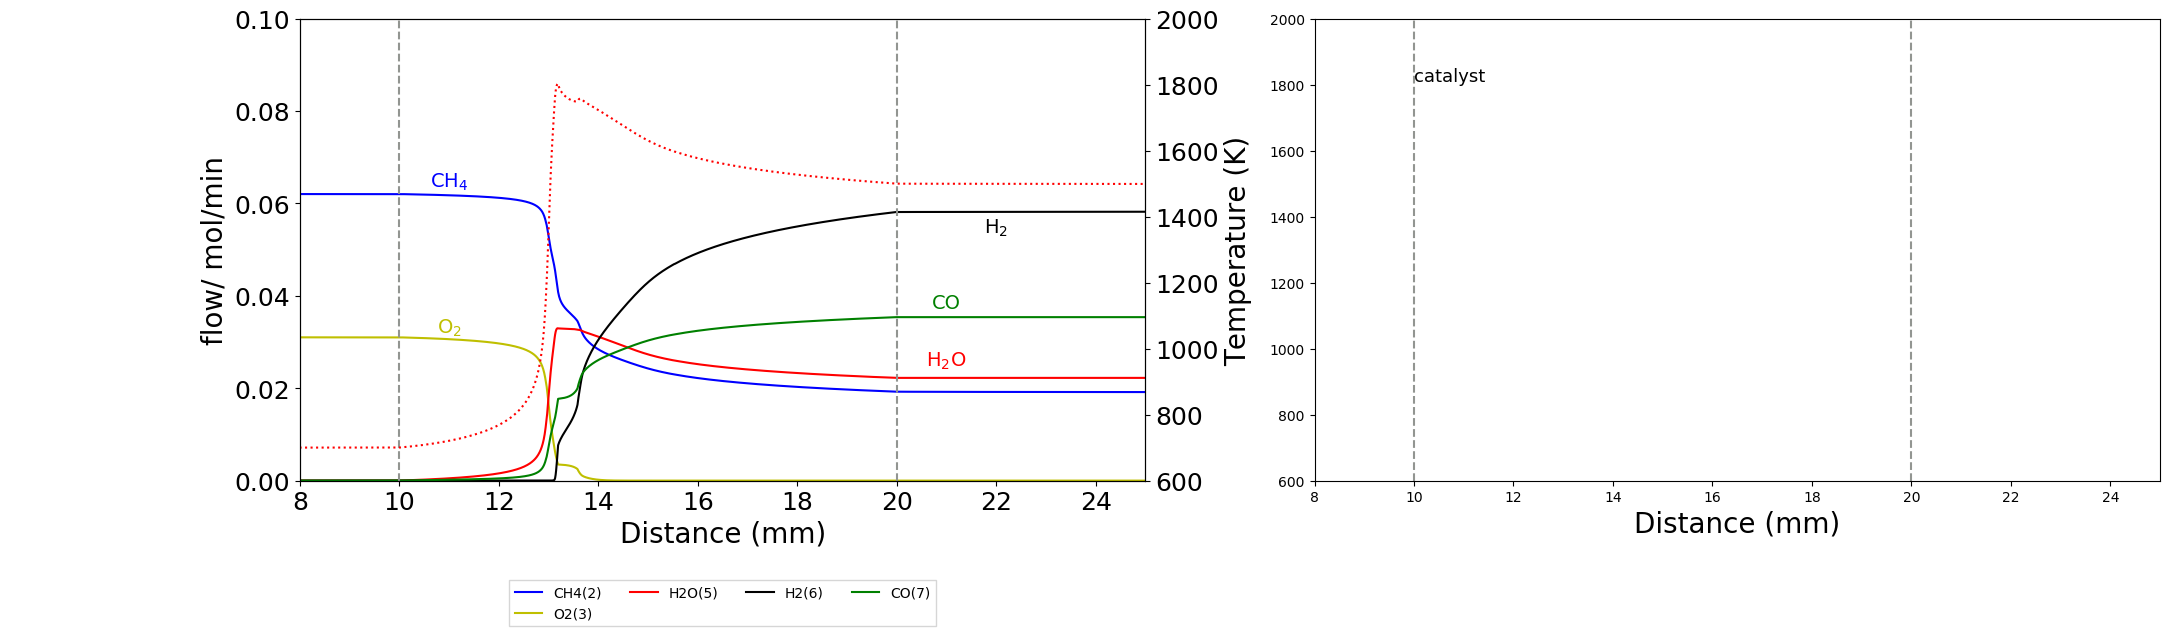 0.10
0.08
0.06
0.04
0.02
0.00
flow/ mol/min
CH4
O2
H2
CO
H2O
8 10 12 14 16 18 20 22 24
Distance (mm)
2000
1800
1600
1400
1200
1000
800
600
Temperature (K)
CH4(2) H2O(5) H2(6) CO(7)
O2(3)
2000
1800
1600
1400
1200
1000
800
600
catalyst
8 10 12 14 16 18 20 22 24
Distance (mm)